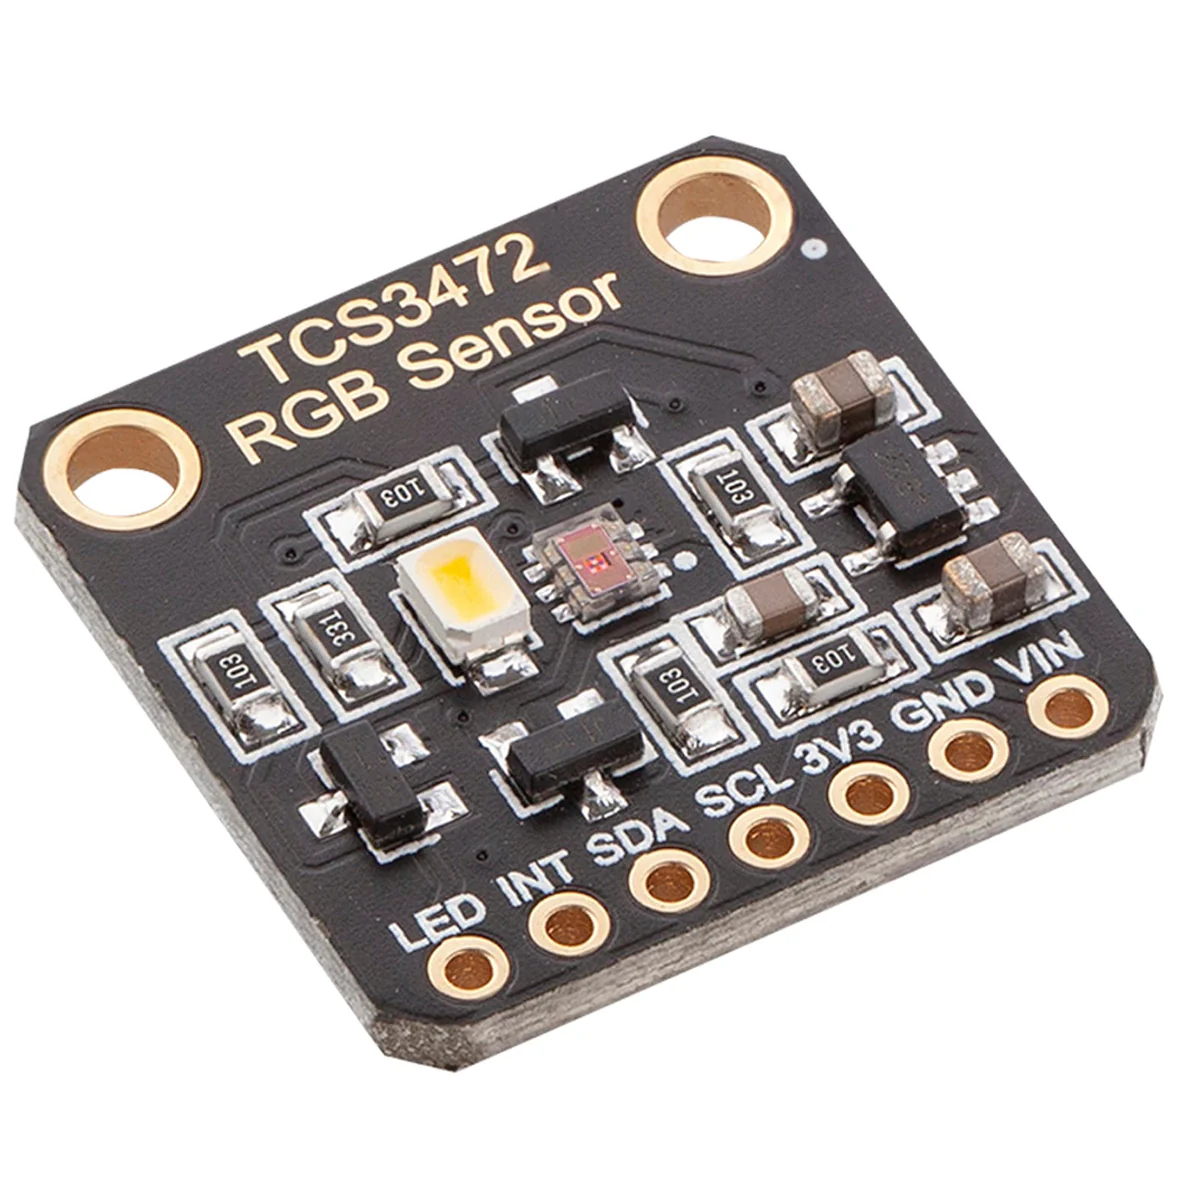 TCS3472
RGB Sensor
103
103
331
103
103
103
LED INT SDA SCL 3V3 GND VIN